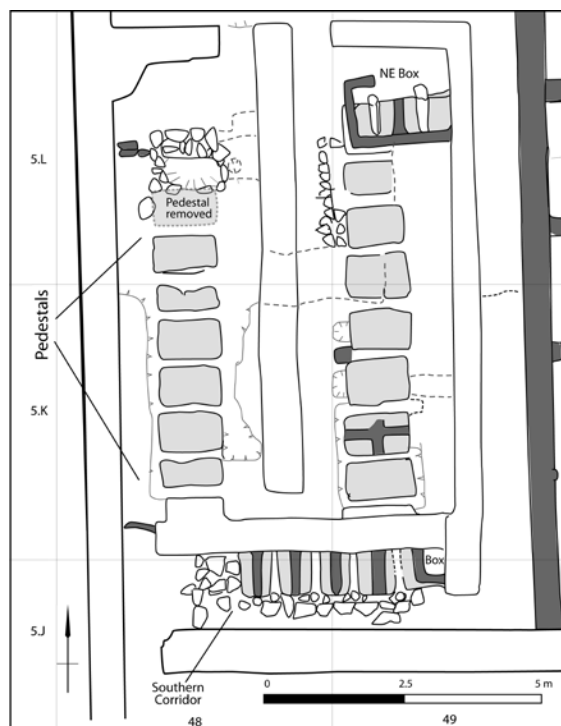 NE Box
5.L
Pedestal
removed
Pedestals
5.K
Box
5.J
Southern
Corridor
0 2.5 5 m
48 49